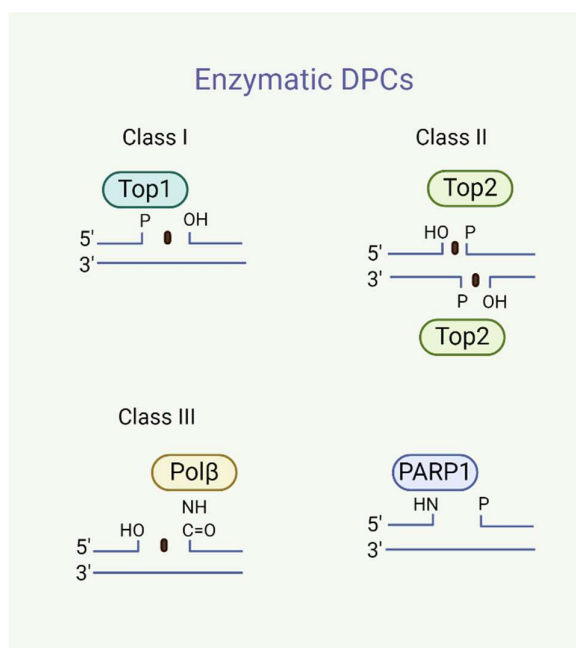 Enzymatic DPCs
Class I
Top1
P OH
5'
3'
Class II
Top2
HO P
5'
3'
P OH
Top2
Class III
Polβ
NH
HO C=O
5'
3'
PARP1
HN P
5'
3'